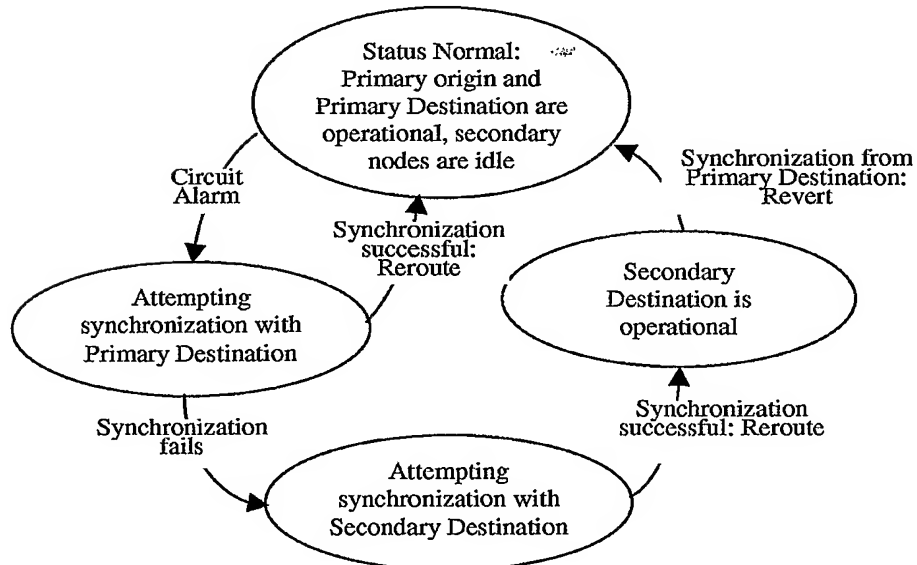 Status Normal:
Primary origin and
Primary Destination are
operational, secondary
nodes are idle
Circuit
Alarm
Synchronization
successful:
Reroute
Synchronization from
Primary Destination:
Revert
Attempting
synchronization with
Primary Destination
Secondary
Destination is
operational
Synchronization
fails
Synchronization
successful: Reroute
Attempting
synchronization with
Secondary Destination